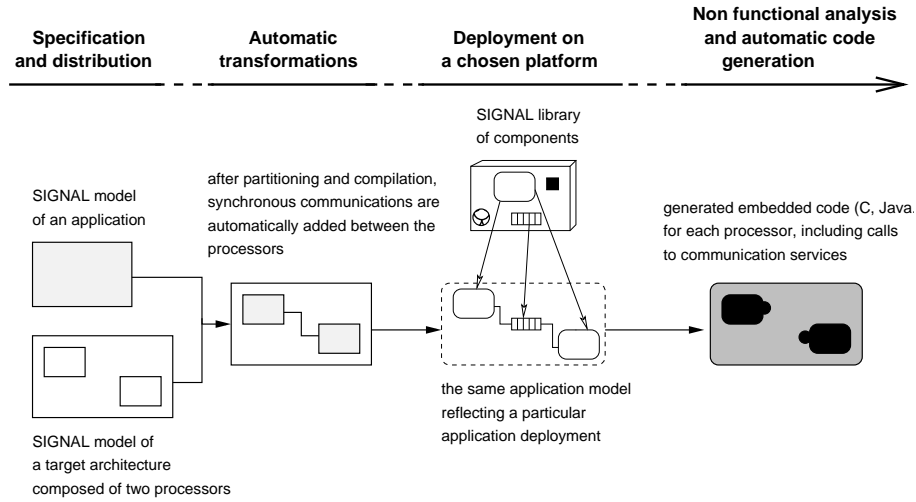 Specification
and distribution
Automatic
transformations
Deployment on
a chosen platform
Non functional analysis
and automatic code
generation
SIGNAL model
of an application
SIGNAL model of
a target architecture
composed of two processors
after partitioning and compilation,
synchronous communications are
automatically added between the
processors
SIGNAL library
of components
the same application model
reflecting a particular
application deployment
generated embedded code (C, Java.
for each processor, including calls
to communication services